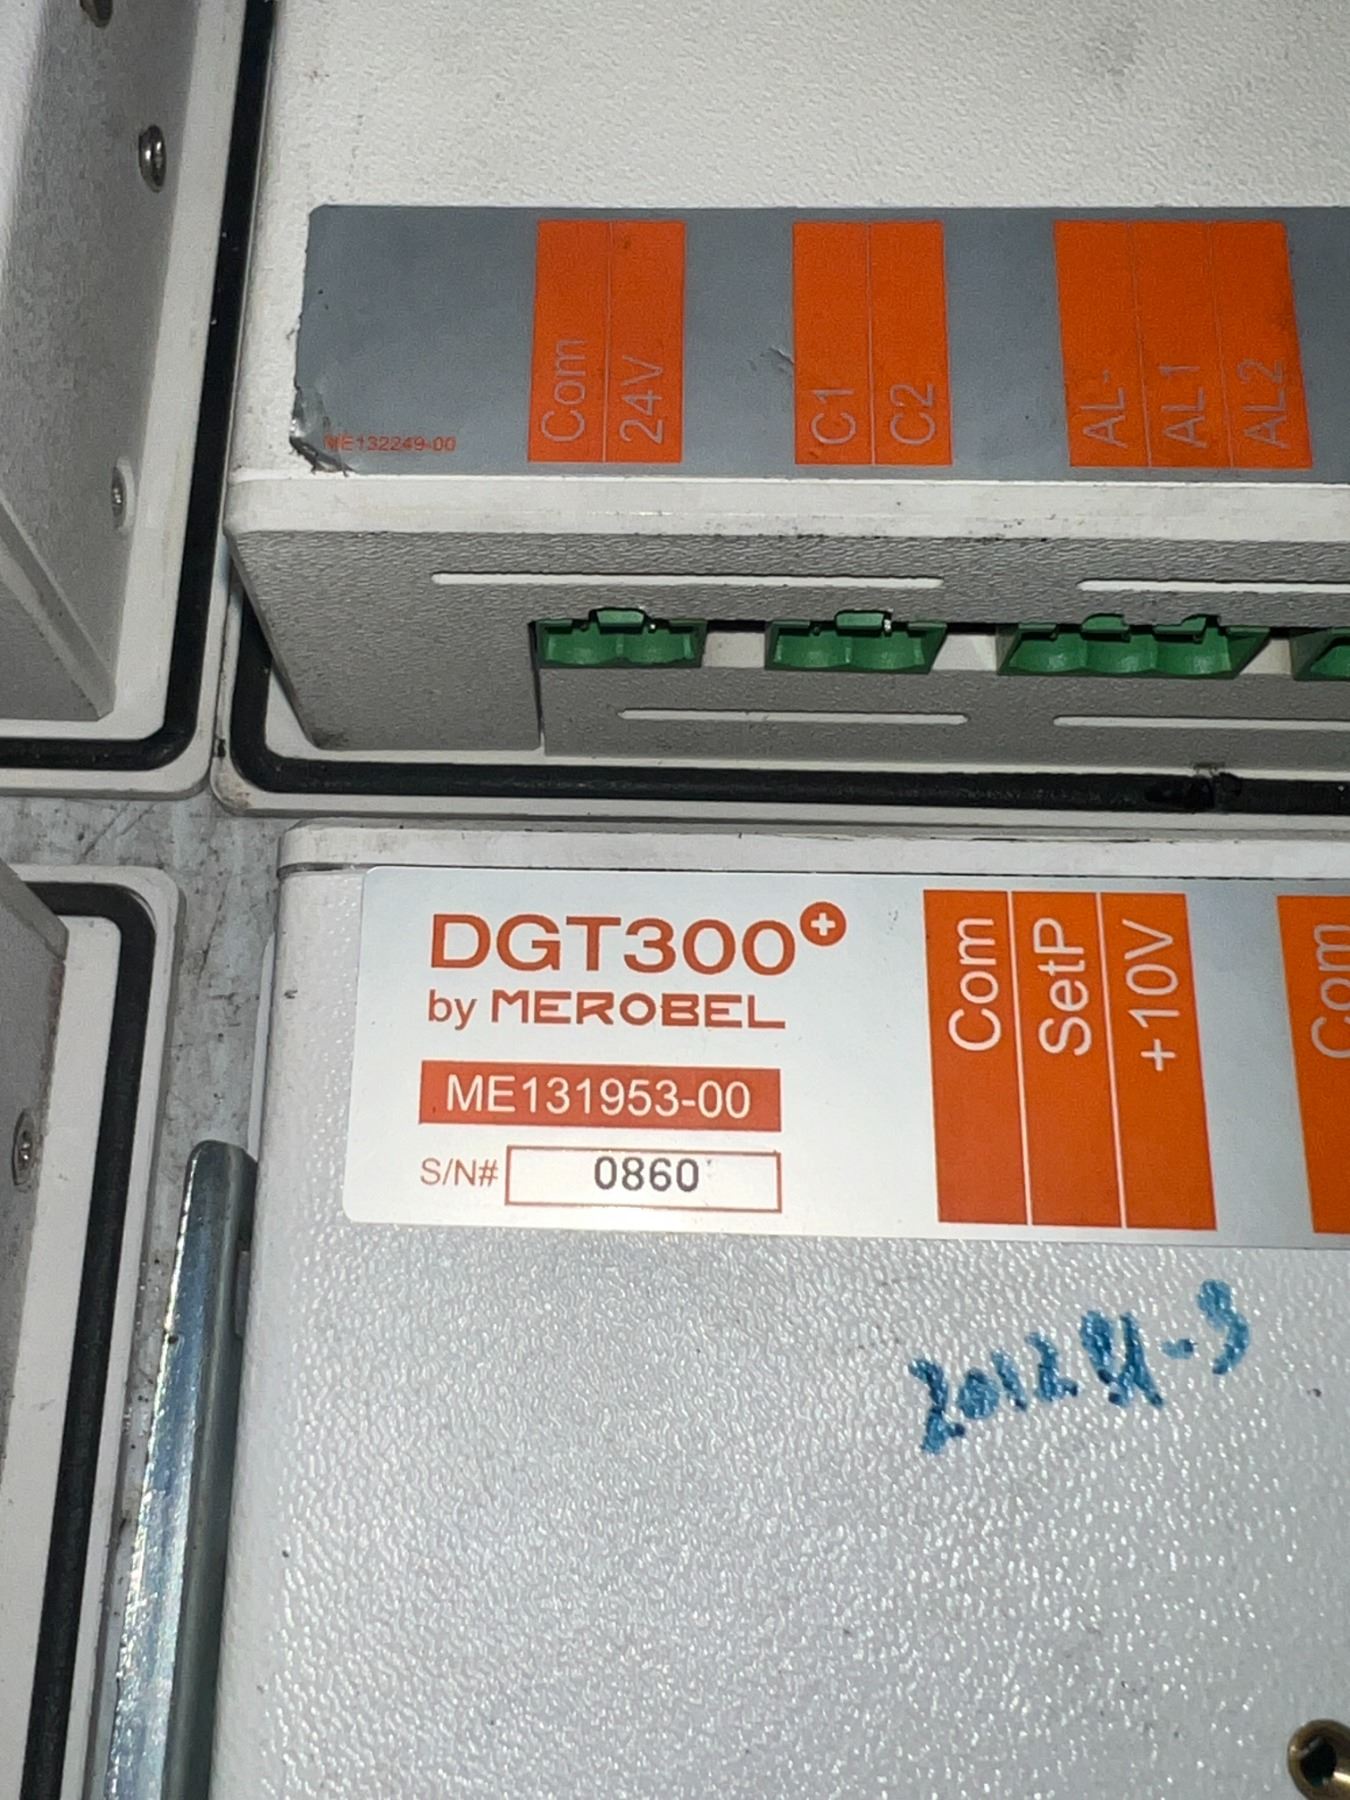 Com
24V
C1
C2
AL-
AL1
AL2
ME132249-00
DGT300+
by MEROBEL
ME131953-00
S/N# 0860
Com
SetP
+10V
Com